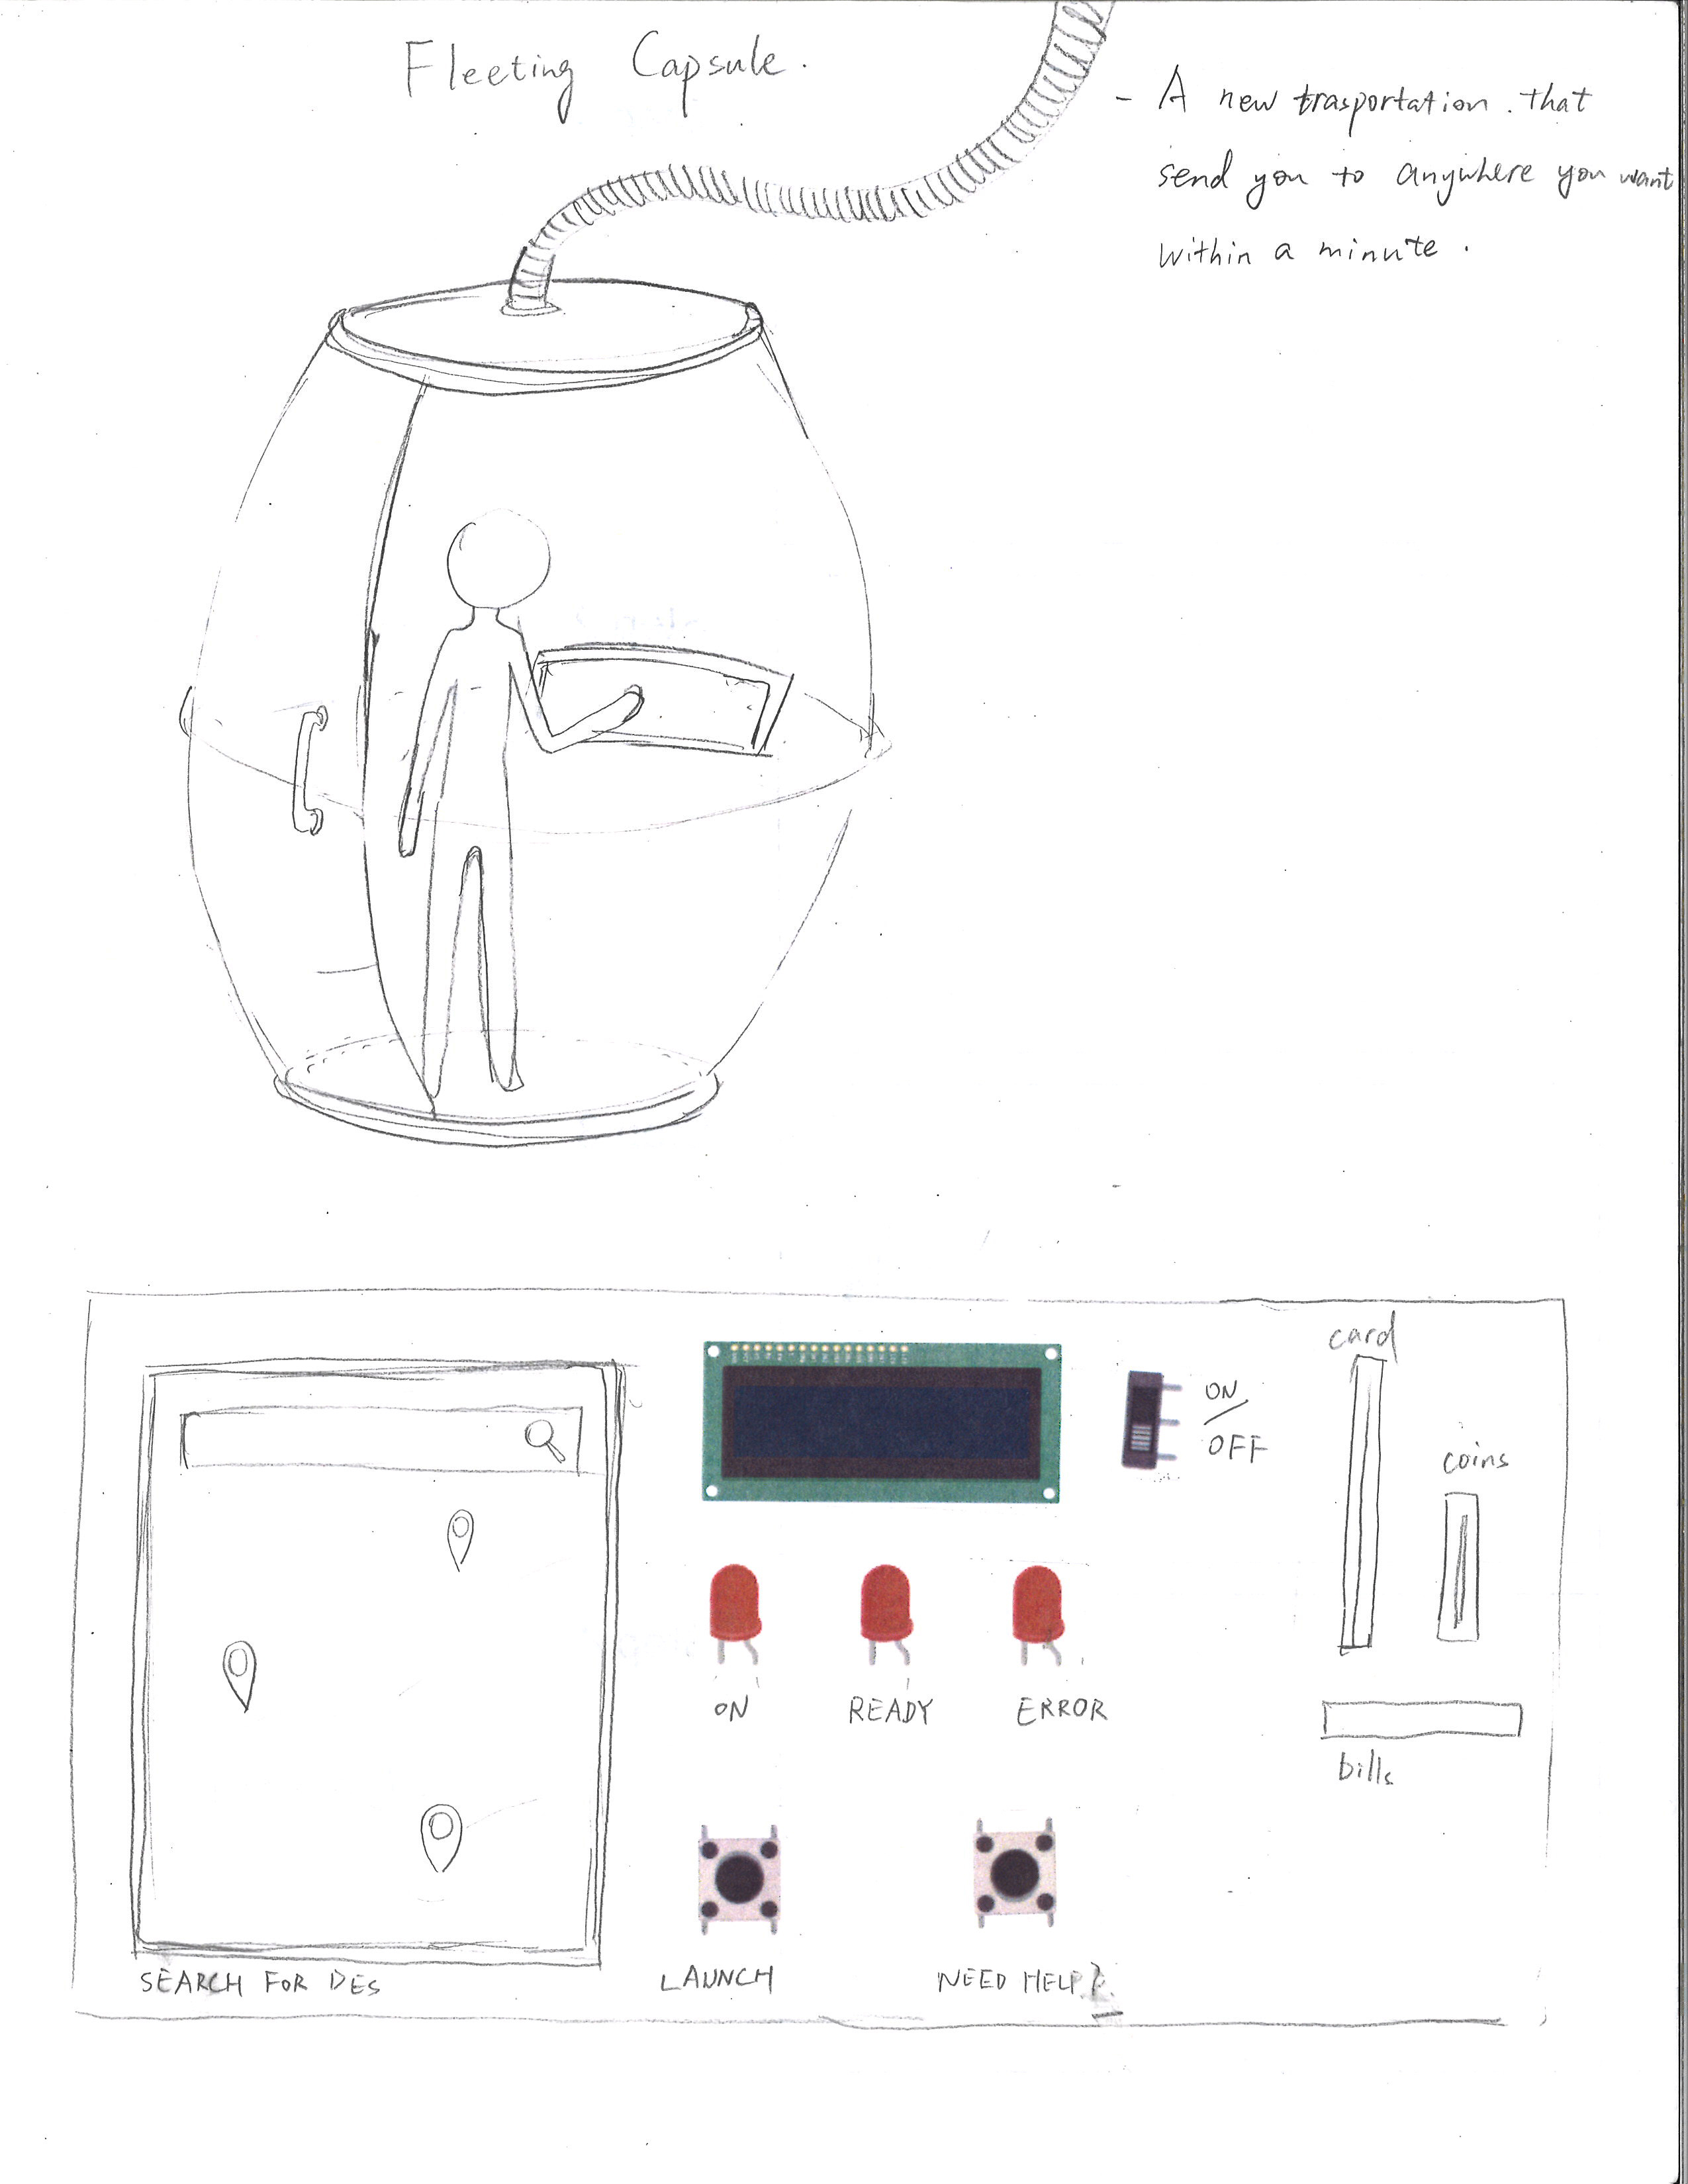 Fleeting Capsule.
- A new trasportation. that
send you to anywhere you want
within a minute.
card
ON
/
OFF
coins
ON
READY
ERROR
bills
SEARCH FOR DES
LAUNCH
NEED HELP?